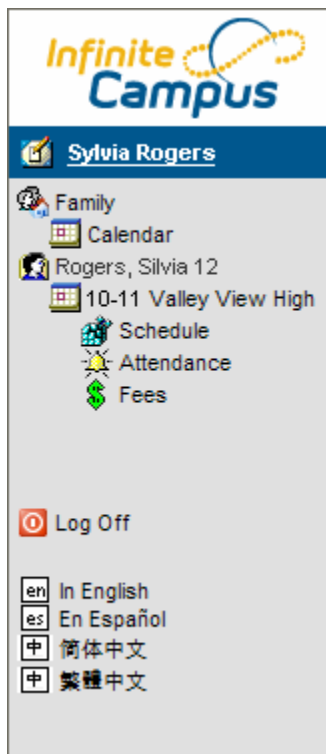 Infinite
Campus
Sylvia Rogers
Family
Calendar
Rogers, Silvia 12
10-11 Valley View High
Schedule
Attendance
$ Fees
Log Off
en In English
es En Español
中 简体中文
中 繁體中文